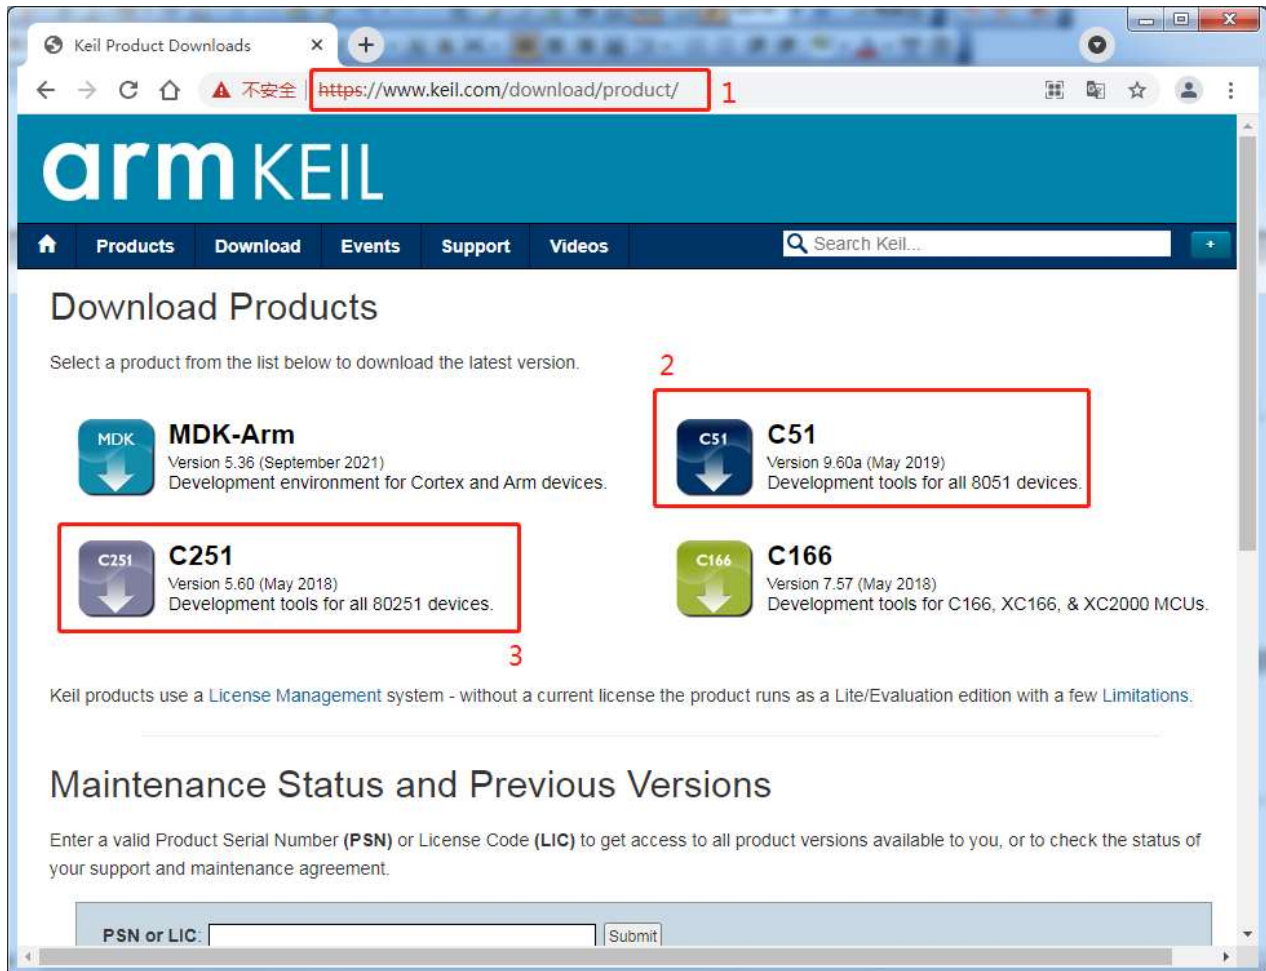 Keil Product Downloads
不安全 https://www.keil.com/download/product/ 1
arm KEIL
Products Download Events Support Videos Search Keil... +
Download Products
Select a product from the list below to download the latest version.
2
MDK
MDK-Arm
Version 5.36 (September 2021)
Development environment for Cortex and Arm devices.
C51
C51
Version 9.60a (May 2019)
Development tools for all 8051 devices.
C251
C251
Version 5.60 (May 2018)
Development tools for all 80251 devices.
C166
C166
Version 7.57 (May 2018)
Development tools for C166, XC166, & XC2000 MCUs.
3
Keil products use a License Management system - without a current license the product runs as a Lite/Evaluation edition with a few Limitations.
Maintenance Status and Previous Versions
Enter a valid Product Serial Number (PSN) or License Code (LIC) to get access to all product versions available to you, or to check the status of
your support and maintenance agreement.
PSN or LIC: Submit